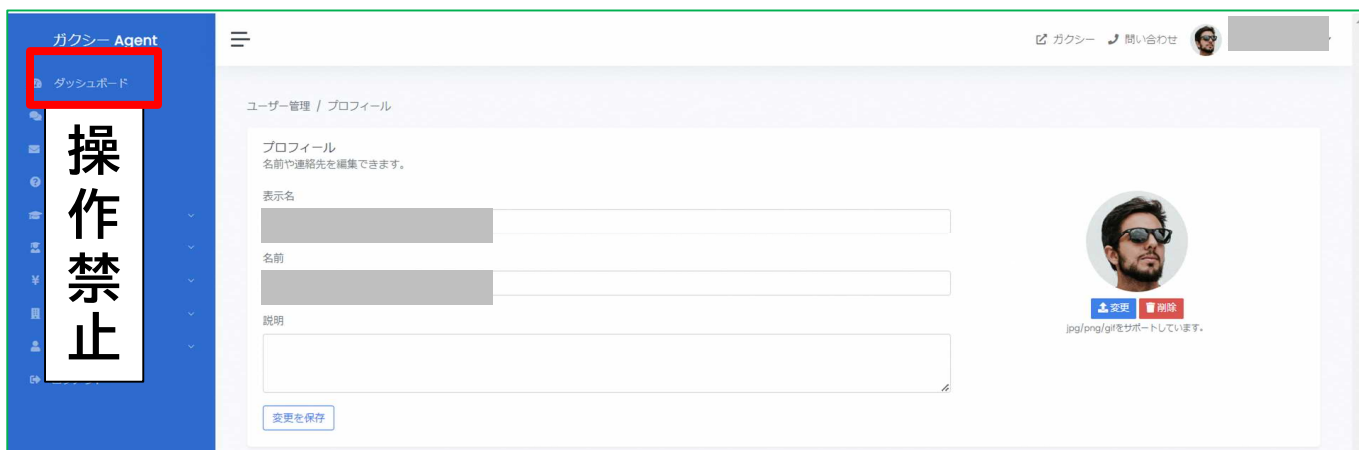 ガクシー Agent
ガクシー 問い合わせ
ダッシュボード
操作禁止
ユーザー管理 / プロフィール
プロフィール
名前や連絡先を編集できます。
表示名
名前
説明
変更 削除
jpg/png/gifをサポートしています。
変更を保存